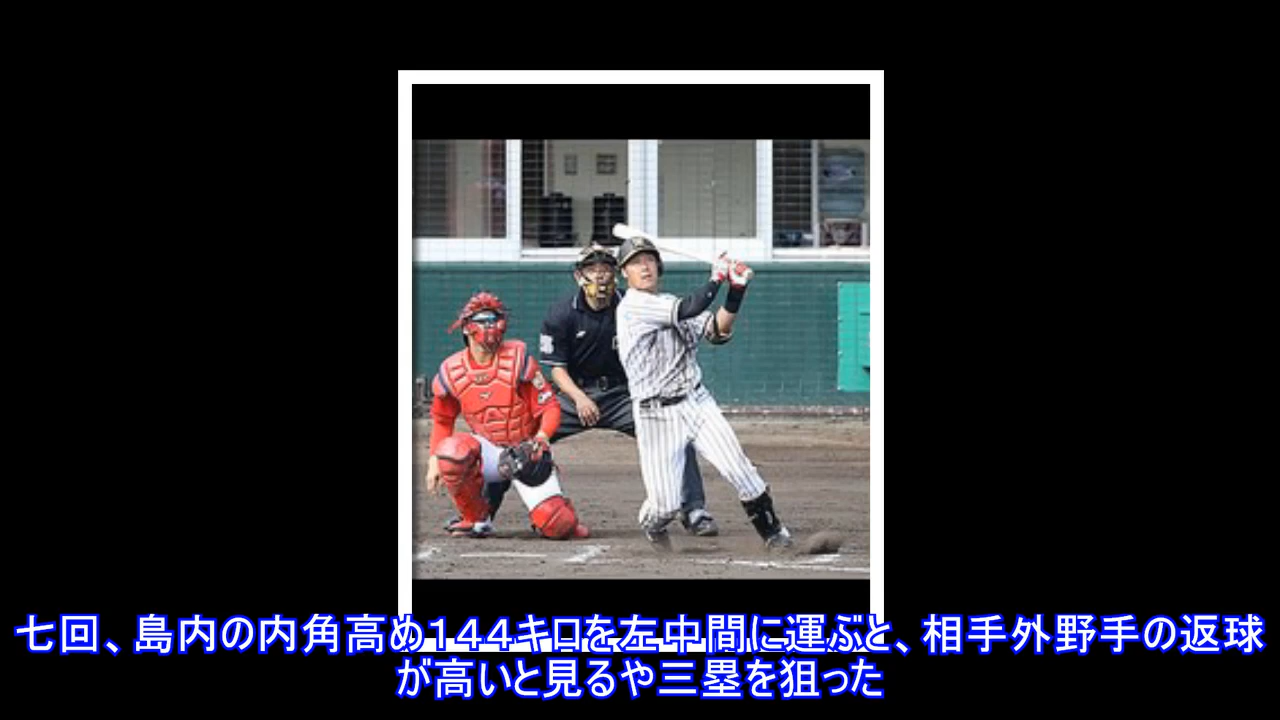 七回、島内の内角高め144キロを左中間に運ぶと、相手外野手の返球
が高いと見るや三塁を狙った